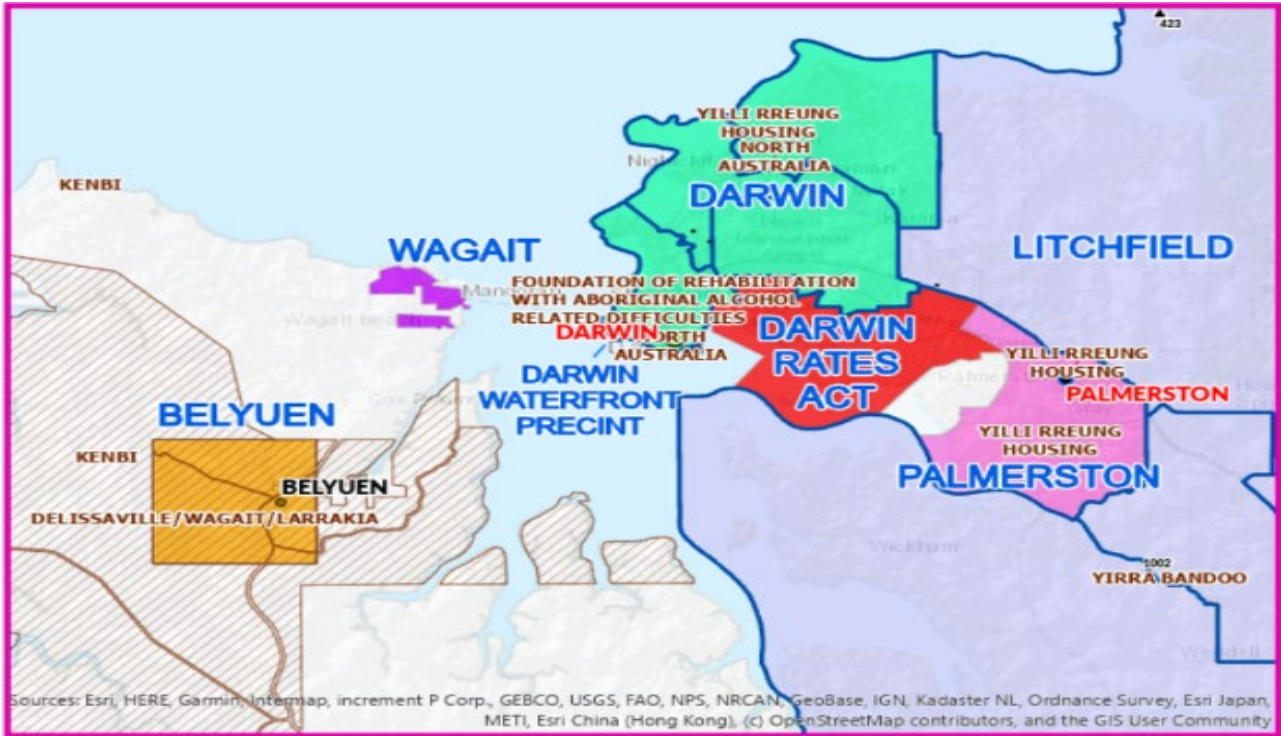 423
YILLI RREUNG
HOUSING
NORTH
AUSTRALIA
KENBI
DARWIN
WAGAIT
LITCHFIELD
FOUNDATION OF REHABILITATION
WITH ABORIGINAL ALCOHOL
RELATED DIFFICULTIES
DARWIN
NORTH
AUSTRALIA
DARWIN
RATES
ACT
YILLI RREUNG
HOUSING
PALMERSTON
DARWIN
WATERFRONT
PRECINT
BELYUEN
YILLI RREUNG
HOUSING
KENBI
PALMERSTON
BELYUEN
DELISSAVILLE/WAGAIT/LARRAKIA
Wickham
1002
YIRRA BANDOO
Sources: Esri, HERE, Garmin, Intermap, increment P Corp., GEBCO, USGS, FAO, NPS, NRCAN, GeoBase, IGN, Kadaster NL, Ordnance Survey, Esri Japan,
METI, Esri China (Hong Kong), (c) OpenStreetMap contributors, and the GIS User Community